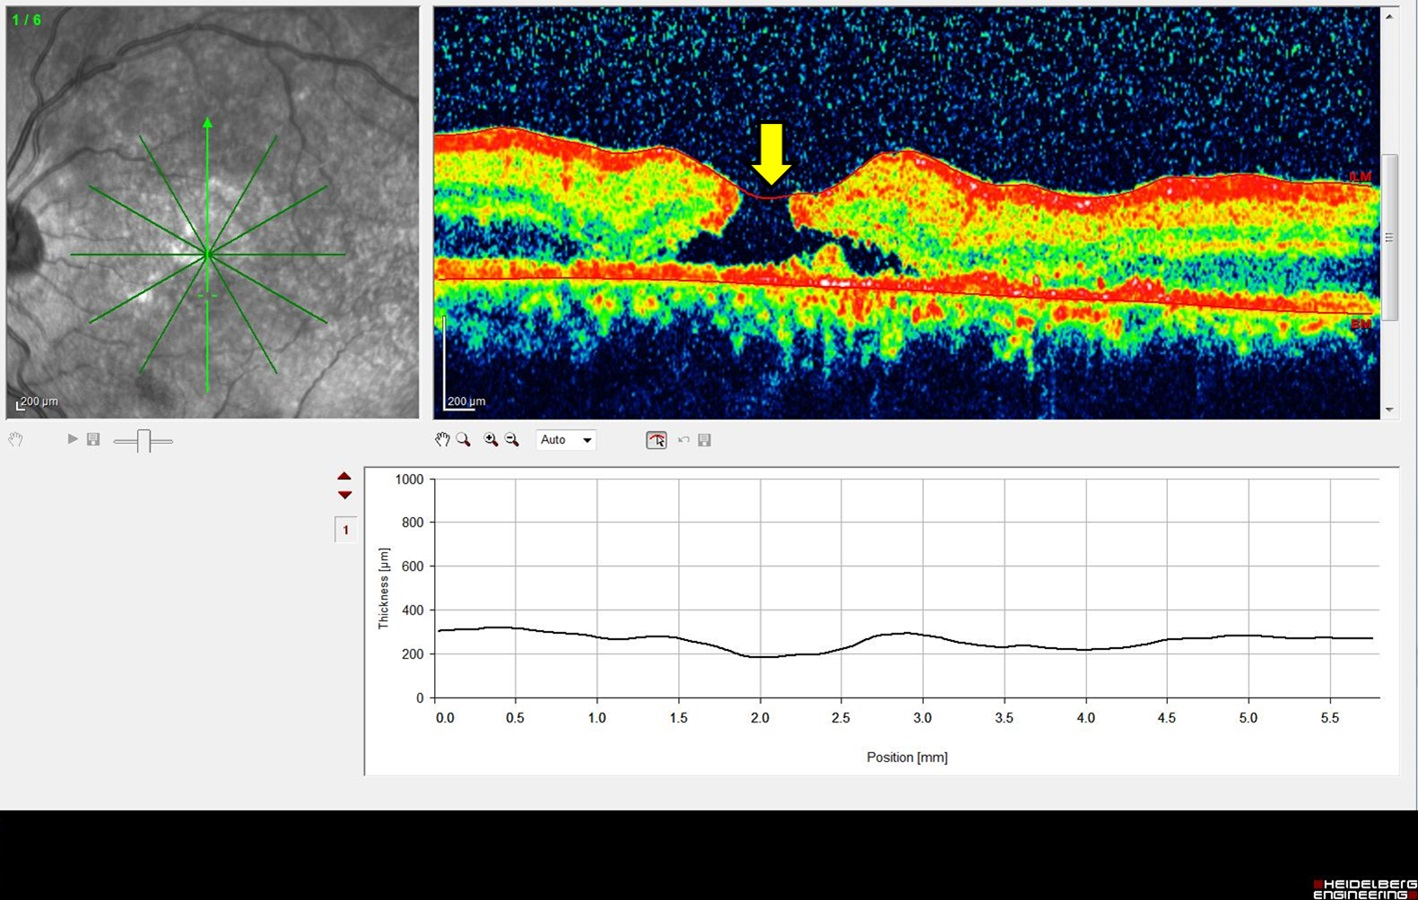 1 / 6
200 µm
ILM
BM
200 µm
Auto
1
1000
800
600
400
200
0
Thickness [µm]
0.0 0.5 1.0 1.5 2.0 2.5 3.0 3.5 4.0 4.5 5.0 5.5
Position [mm]
HEIDELBERG
ENGINEERING